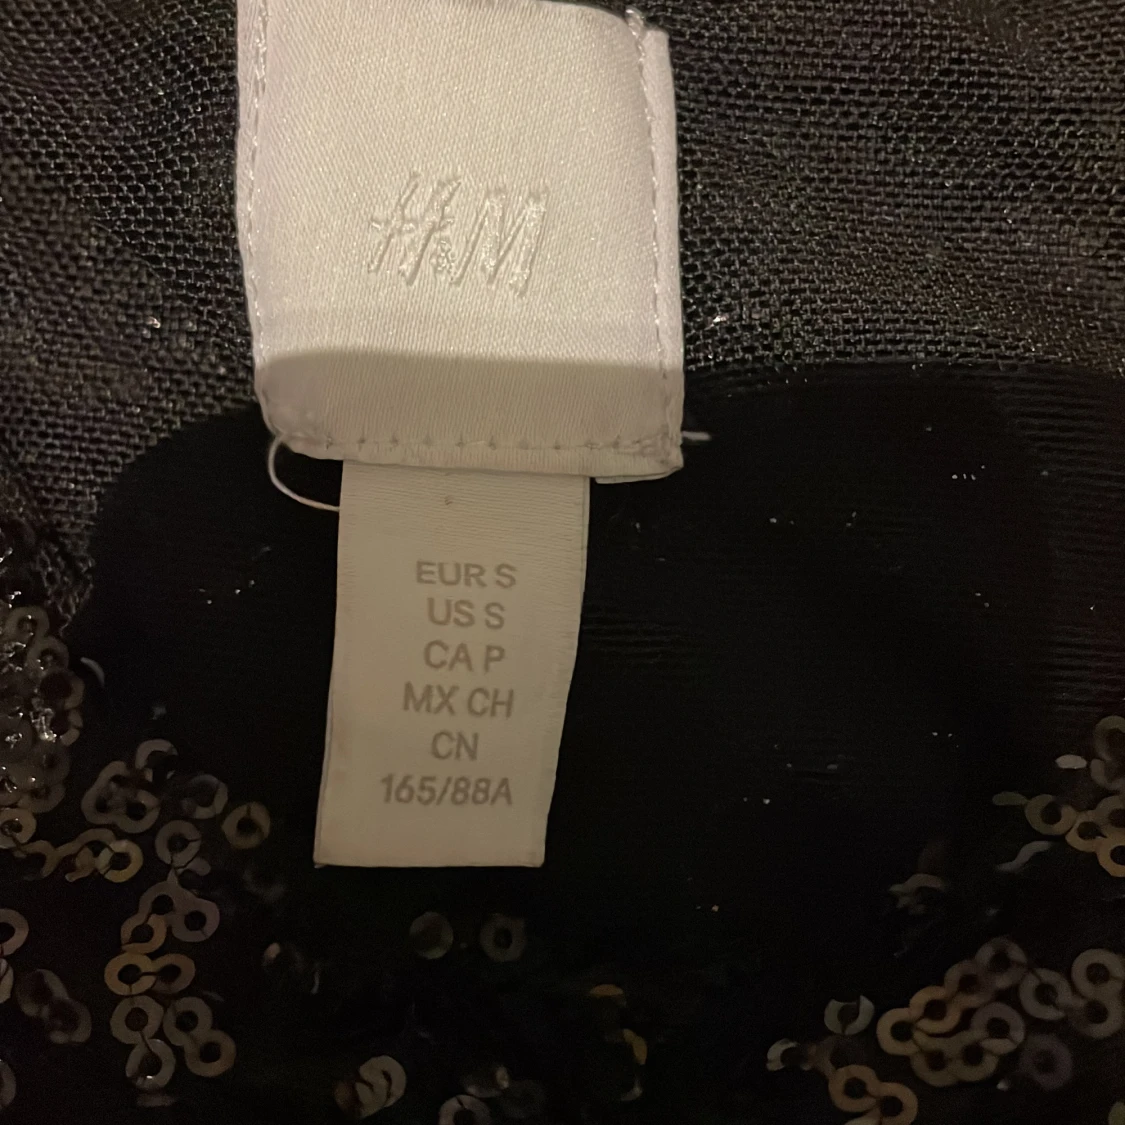 H&M
EUR S
US S
CA P
MX CH
CN
165/88A